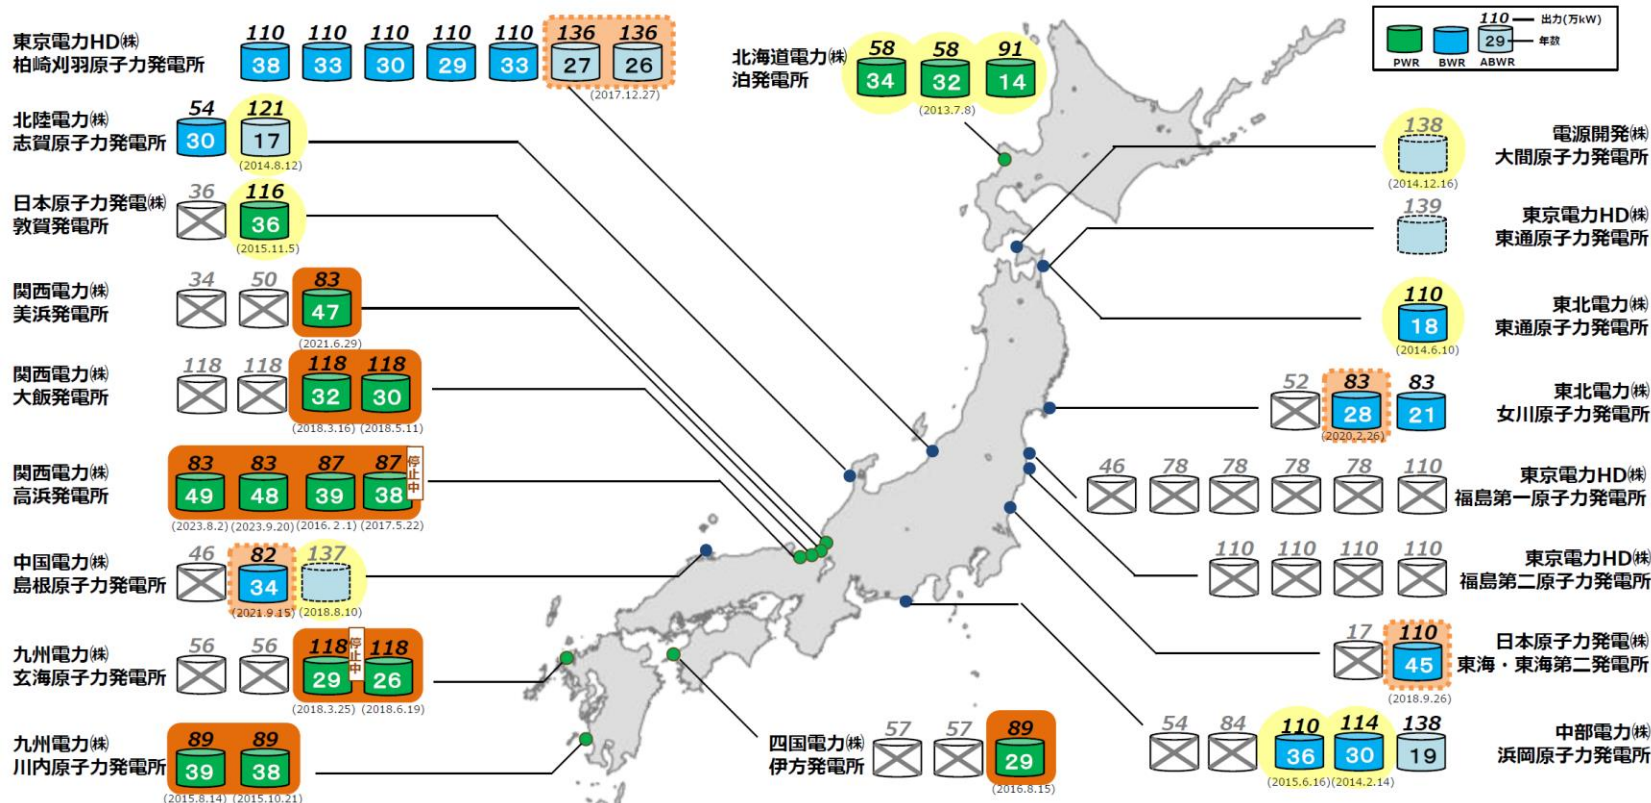 東京電力HD㈱
柏崎刈羽原子力発電所
110 110 110 110 110 136 136
38 33 30 29 33 27 26
(2017.12.27)
北陸電力㈱
志賀原子力発電所
54 121
30 17
(2014.8.12)
日本原子力発電㈱
敦賀発電所
36 116
36
(2015.11.5)
関西電力㈱
美浜発電所
34 50 83
47
(2021.6.29)
関西電力㈱
大飯発電所
118 118 118 118
32 30
(2018.3.16) (2018.5.11)
関西電力㈱
高浜発電所
83 83 87 87
停止中
49 48 39 38
(2023.8.2) (2023.9.20) (2016. 2 .1) (2017.5.22)
中国電力㈱
島根原子力発電所
46 82 137
34
(2021.9.15) (2018.8.10)
九州電力㈱
玄海原子力発電所
56 56 118 118
停止中
29 26
(2018.3.25) (2018.6.19)
九州電力㈱
川内原子力発電所
89 89
39 38
(2015.8.14) (2015.10.21)
北海道電力㈱
泊発電所
58 58 91
34 32 14
(2013.7.8)
四国電力㈱
伊方発電所
57 57 89
29
(2016.8.15)
110 出力(万kW)
29 年数
PWR BWR ABWR
138
(2014.12.16)
電源開発㈱
大間原子力発電所
139
東京電力HD㈱
東通原子力発電所
110
18
(2014.6.10)
東北電力㈱
東通原子力発電所
52 83 83
28 21
(2020.2.26)
東北電力㈱
女川原子力発電所
46 78 78 78 78 110
東京電力HD㈱
福島第一原子力発電所
110 110 110 110
東京電力HD㈱
福島第二原子力発電所
17 110
45
(2018.9.26)
日本原子力発電㈱
東海・東海第二発電所
54 84 110 114 138
36 30 19
(2015.6.16) (2014.2.14)
中部電力㈱
浜岡原子力発電所